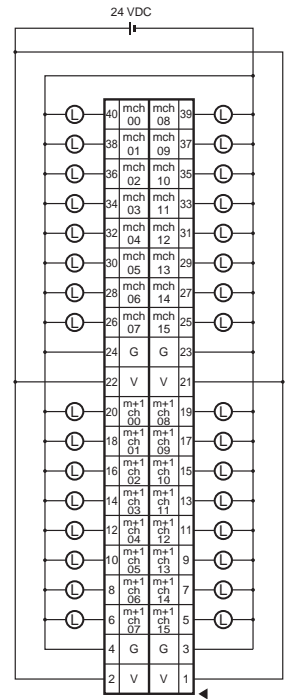 24 VDC
L 40 mch 00 mch 08 39 L
L 38 mch 01 mch 09 37 L
L 36 mch 02 mch 10 35 L
L 34 mch 03 mch 11 33 L
L 32 mch 04 mch 12 31 L
L 30 mch 05 mch 13 29 L
L 28 mch 06 mch 14 27 L
L 26 mch 07 mch 15 25 L
24 G G 23
22 V V 21
L 20 m+1 ch 00 m+1 ch 08 19 L
L 18 m+1 ch 01 m+1 ch 09 17 L
L 16 m+1 ch 02 m+1 ch 10 15 L
L 14 m+1 ch 03 m+1 ch 11 13 L
L 12 m+1 ch 04 m+1 ch 12 11 L
L 10 m+1 ch 05 m+1 ch 13 9 L
L 8 m+1 ch 06 m+1 ch 14 7 L
L 6 m+1 ch 07 m+1 ch 15 5 L
4 G G 3
2 V V 1